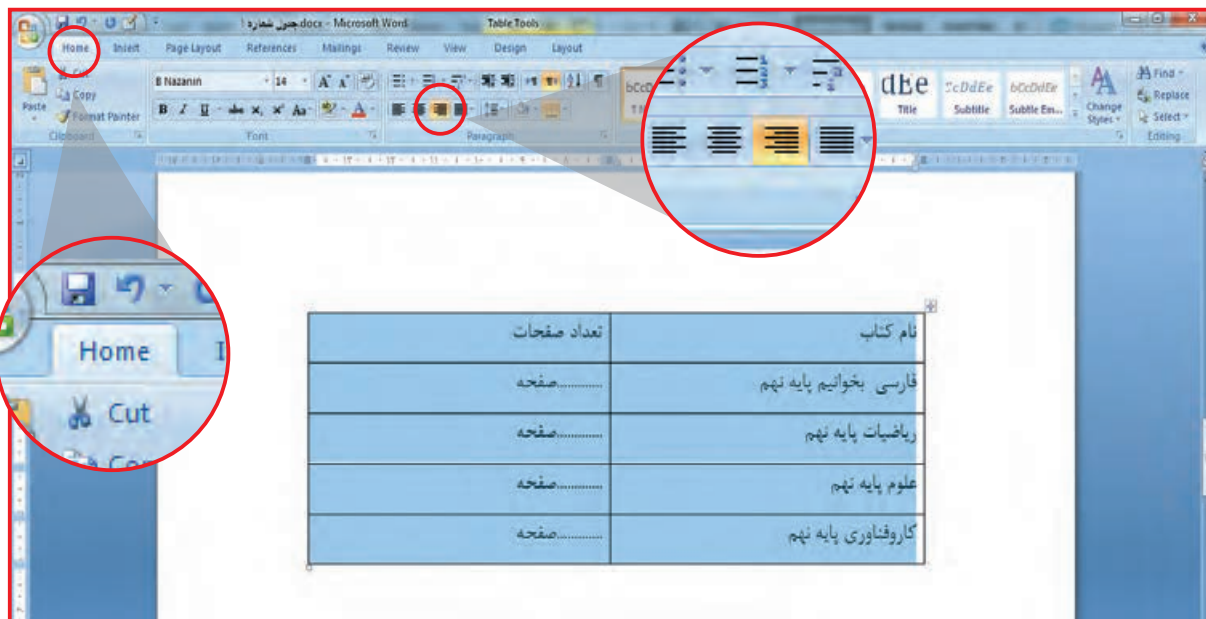 جدول شماره 1.docx - Microsoft Word
Table Tools
Home Insert Page Layout References Mailings Review View Design Layout
Cut
Copy
Format Painter
Paste
Clipboard
B Nazanin 14
Font
Paragraph
Title
Subtitle
Subtle Em...
Change Styles
Find
Replace
Select
Editing
Home
Cut
نام کتاب تعداد صفحات
فارسی بخوانیم پایه نهم ............صفحه
ریاضیات پایه نهم ............صفحه
علوم پایه نهم ............صفحه
کاروفناوری پایه نهم ............صفحه